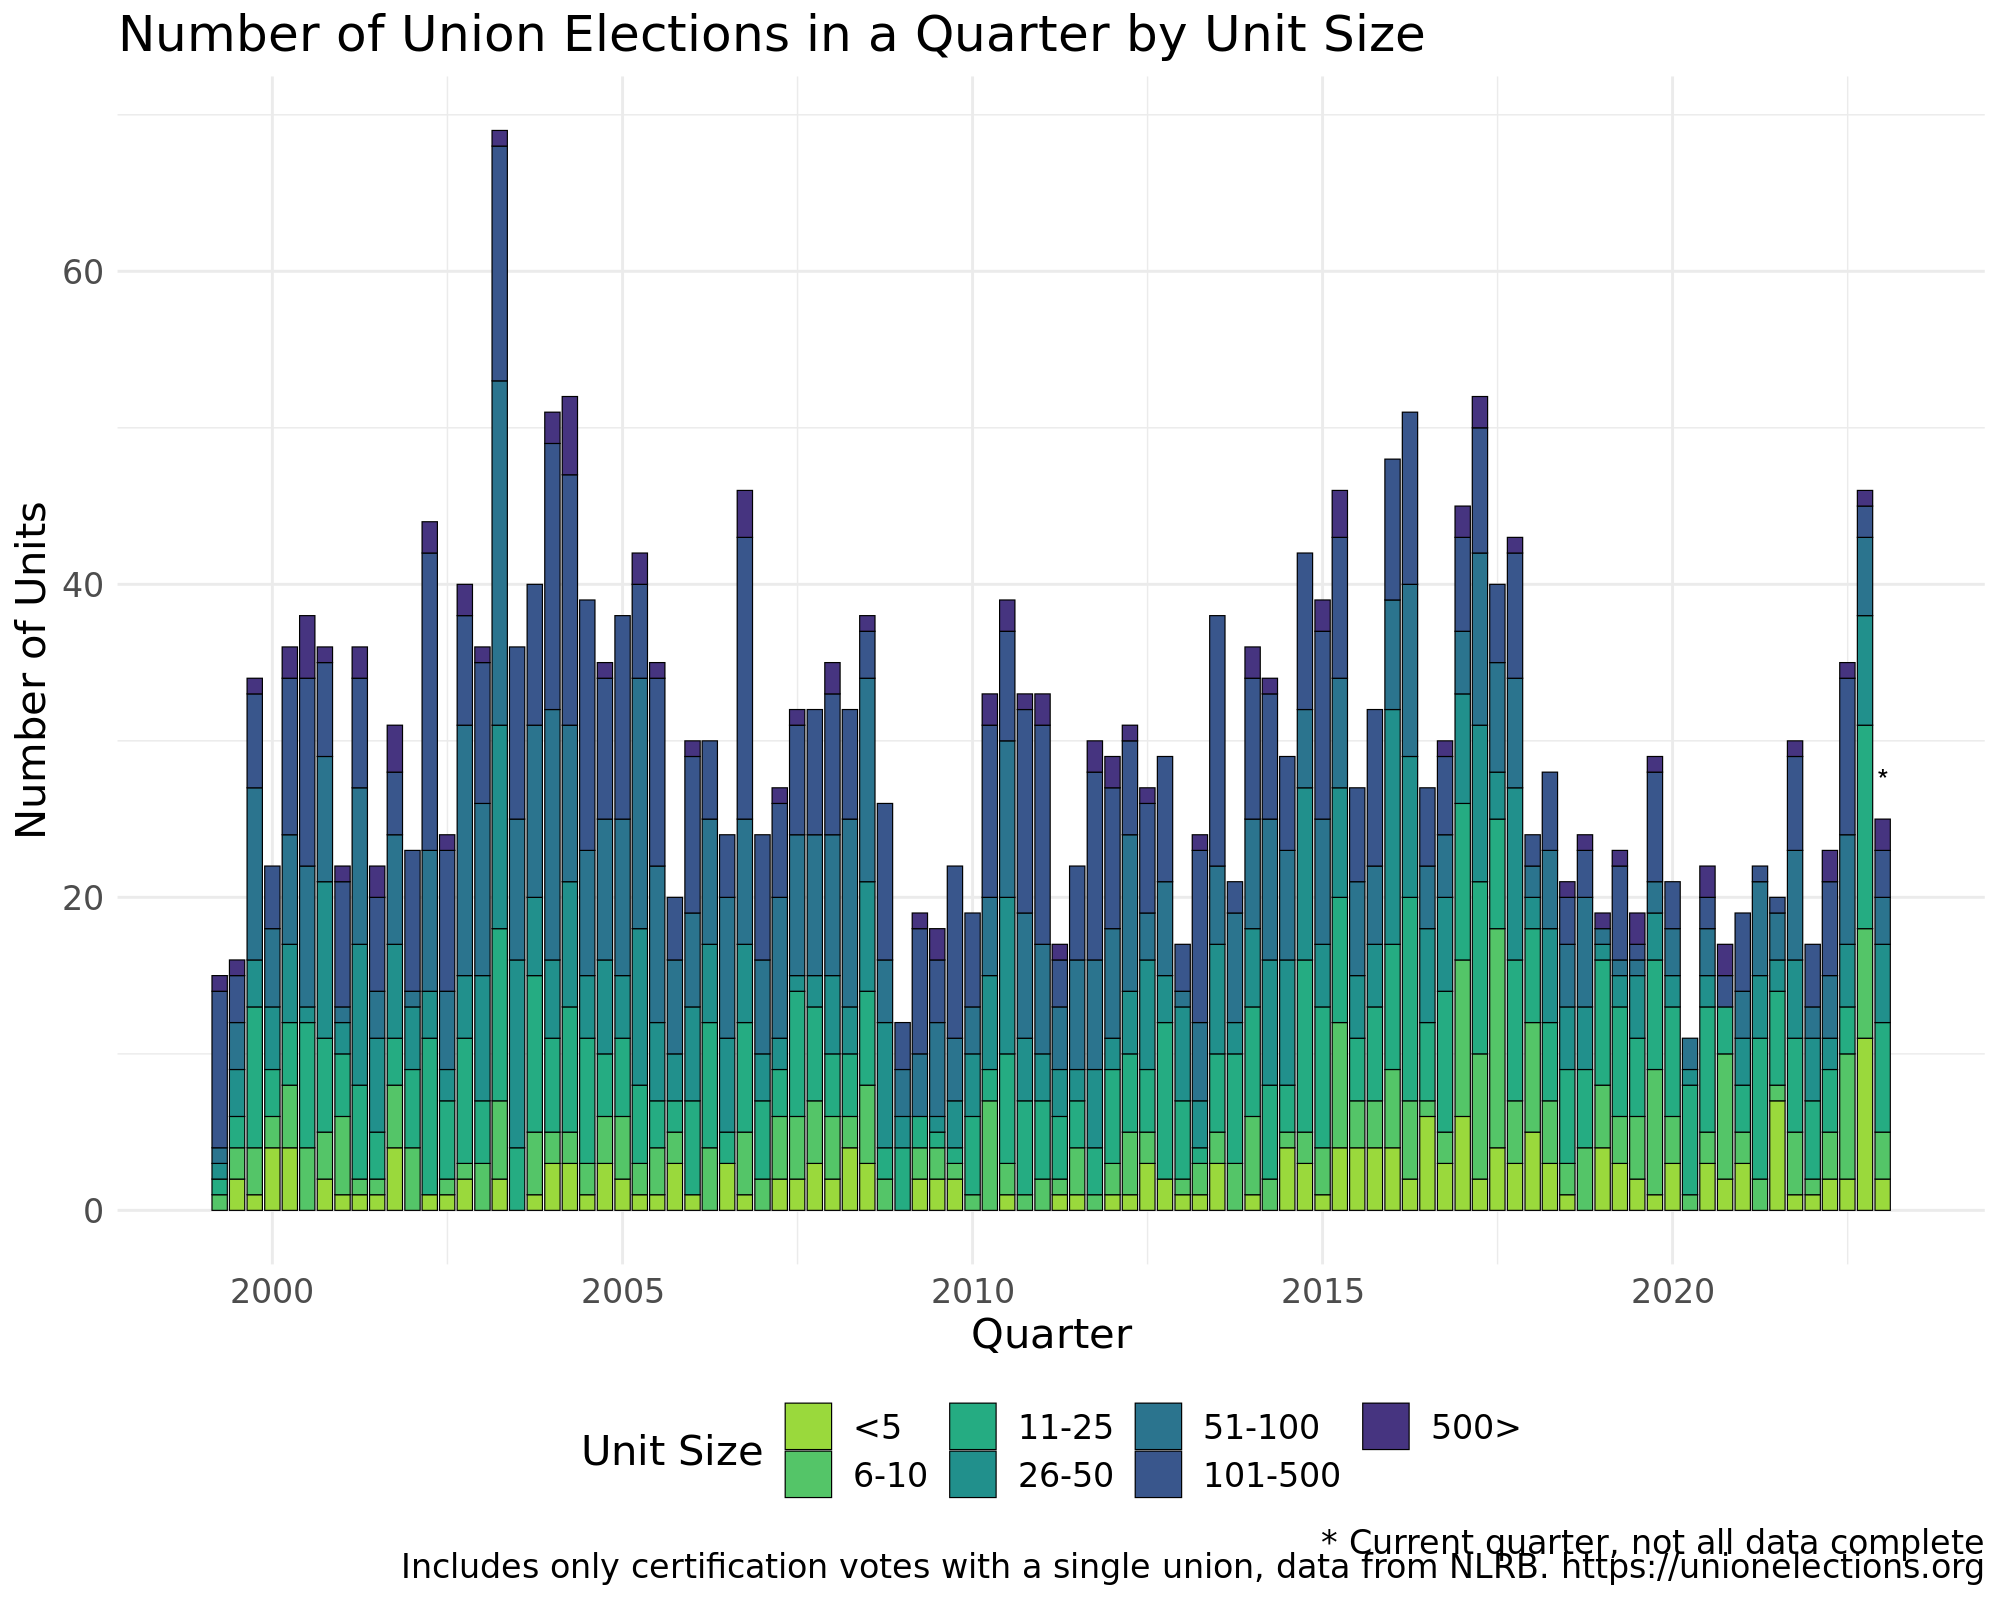 Number of Union Elections in a Quarter by Unit Size
Number of Units
60
40
20
0
*
2000 2005 2010 2015 2020
Quarter
Unit Size
<5 11-25 51-100 500>
6-10 26-50 101-500
* Current quarter, not all data complete
Includes only certification votes with a single union, data from NLRB. https://unionelections.org